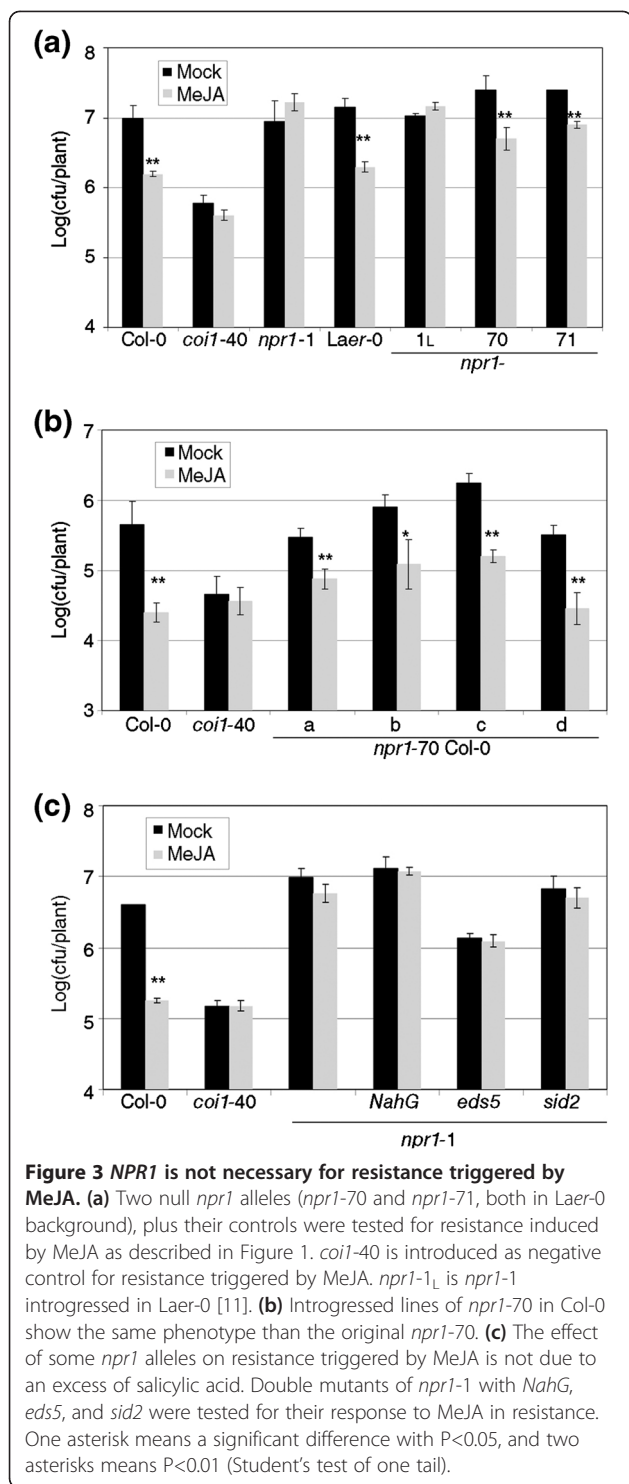 (a)
Mock
MeJA
Log(cfu/plant)
8
7
6
5
4
**
**
**
**
Col-0 coi1-40 npr1-1 Laer-0 1L 70 71
npr1-
(b)
Mock
MeJA
Log(cfu/plant)
7
6
5
4
3
**
**
*
**
**
Col-0 coi1-40 a b c d
npr1-70 Col-0
(c)
Mock
MeJA
Log(cfu/plant)
8
7
6
5
4
**
Col-0 coi1-40 NahG eds5 sid2
npr1-1
Figure 3 NPR1 is not necessary for resistance triggered by
MeJA. (a) Two null npr1 alleles (npr1-70 and npr1-71, both in Laer-0
background), plus their controls were tested for resistance induced
by MeJA as described in Figure 1. coi1-40 is introduced as negative
control for resistance triggered by MeJA. npr1-1L is npr1-1
introgressed in Laer-0 [11]. (b) Introgressed lines of npr1-70 in Col-0
show the same phenotype than the original npr1-70. (c) The effect
of some npr1 alleles on resistance triggered by MeJA is not due to
an excess of salicylic acid. Double mutants of npr1-1 with NahG,
eds5, and sid2 were tested for their response to MeJA in resistance.
One asterisk means a significant difference with P<0.05, and two
asterisks means P<0.01 (Student's test of one tail).